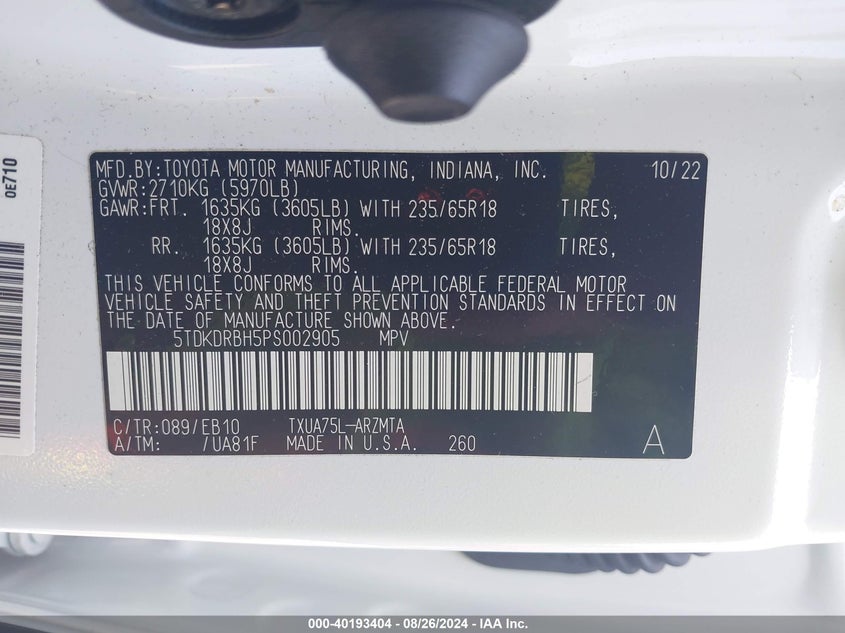 MFD.BY:TOYOTA MOTOR MANUFACTURING, INDIANA, INC. 10/22
GVWR:2710KG (5970LB)
GAWR:FRT. 1635KG (3605LB) WITH 235/65R18 TIRES,
18X8J RIMS.
RR. 1635KG (3605LB) WITH 235/65R18 TIRES,
18X8J RIMS.
THIS VEHICLE CONFORMS TO ALL APPLICABLE FEDERAL MOTOR
VEHICLE SAFETY AND THEFT PREVENTION STANDARDS IN EFFECT ON
THE DATE OF MANUFACTURE SHOWN ABOVE.
5TDKDRBH5PS002905 MPV
C/TR:089/EB10 TXUA75L-ARZMTA
A/TM: /UA81F MADE IN U.S.A. 260 A
0E710
000-40193404 - 08/26/2024 - IAA Inc.